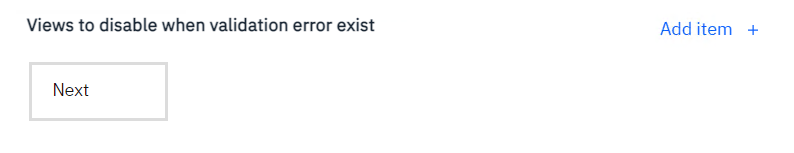 Views to disable when validation error exist
Add item +
Next